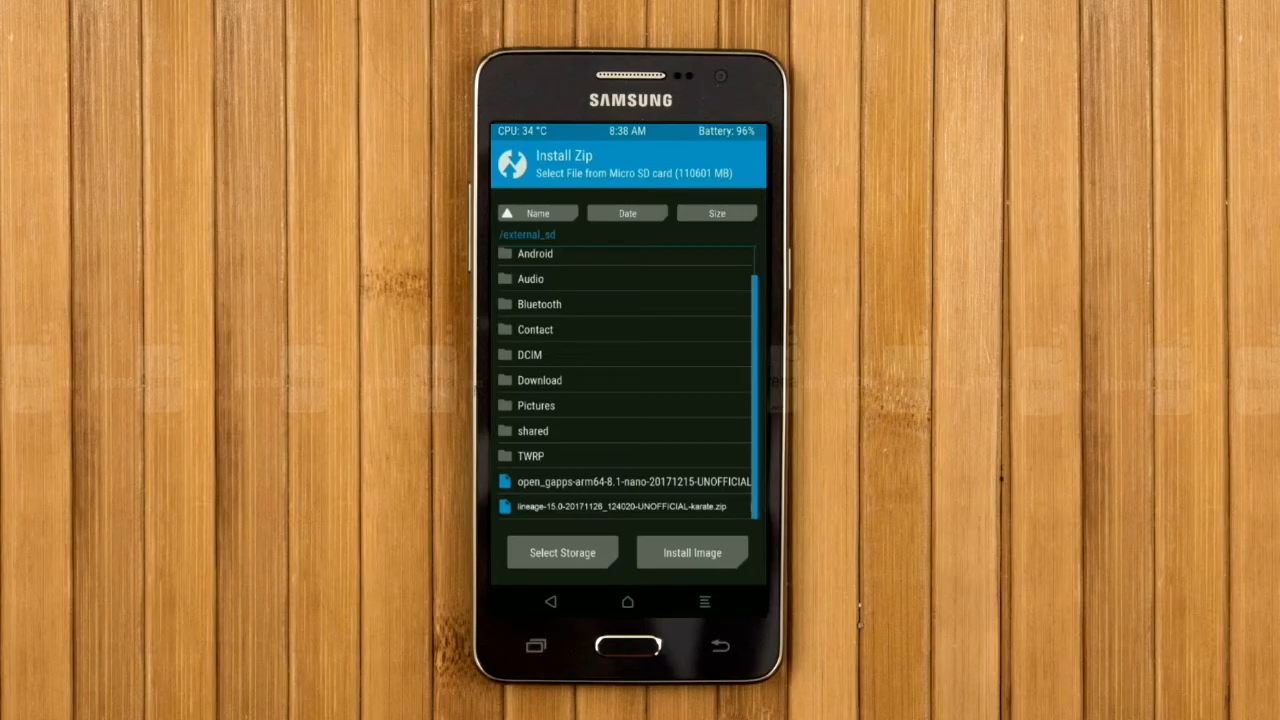 SAMSUNG
CPU: 34 °C 8:38 AM Battery: 96%
Install Zip
Select File from Micro SD card (110601 MB)
Name Date Size
/external_sd
Android
Audio
Bluetooth
Contact
DCIM
Download
Pictures
shared
TWRP
open_gapps-arm64-8.1-nano-20171215-UNOFFICIAL
lineage-15.0-20171126_124020-UNOFFICIAL-karate.zip
Select Storage Install Image